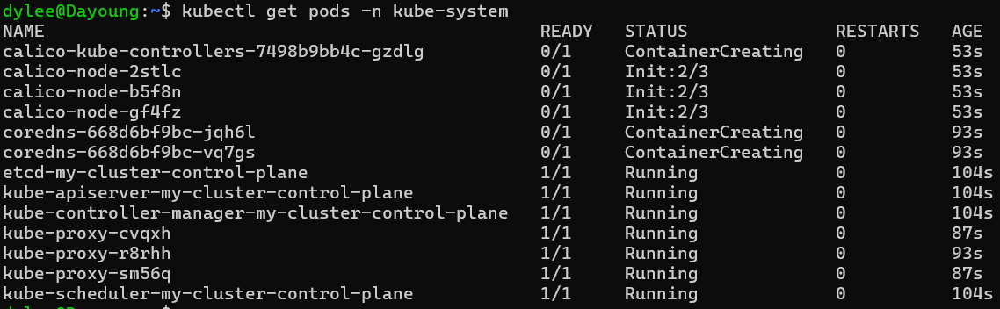 dylee@Dayoung:~$ kubectl get pods -n kube-system
NAME READY STATUS RESTARTS AGE
calico-kube-controllers-7498b9bb4c-gzdlg 0/1 ContainerCreating 0 53s
calico-node-2stlc 0/1 Init:2/3 0 53s
calico-node-b5f8n 0/1 Init:2/3 0 53s
calico-node-gf4fz 0/1 Init:2/3 0 53s
coredns-668d6bf9bc-jqh6l 0/1 ContainerCreating 0 93s
coredns-668d6bf9bc-vq7gs 0/1 ContainerCreating 0 93s
etcd-my-cluster-control-plane 1/1 Running 0 104s
kube-apiserver-my-cluster-control-plane 1/1 Running 0 104s
kube-controller-manager-my-cluster-control-plane 1/1 Running 0 104s
kube-proxy-cvqxh 1/1 Running 0 87s
kube-proxy-r8rhh 1/1 Running 0 93s
kube-proxy-sm56q 1/1 Running 0 87s
kube-scheduler-my-cluster-control-plane 1/1 Running 0 104s